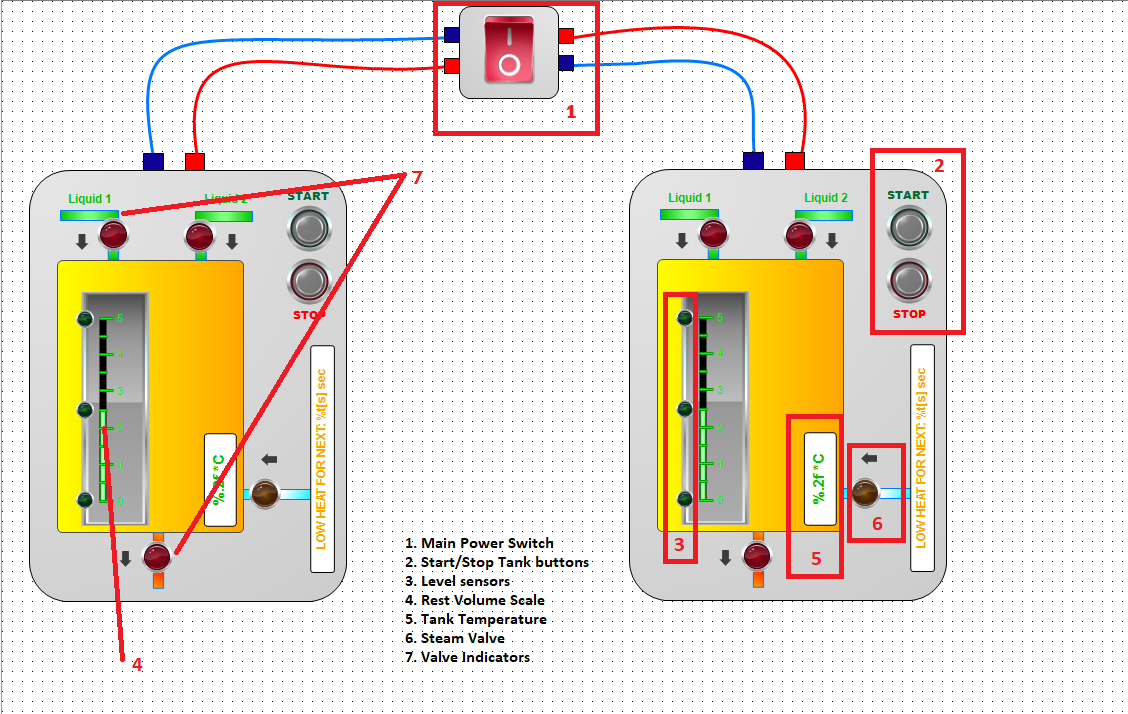 1
7
2
Liquid 1
Liquid 2
START
STOP
5
4
3
2
1
0
%.2f °C
LOW HEAT FOR NEXT: %t[s] sec
4
Liquid 1
Liquid 2
START
STOP
5
4
3
2
1
0
%.2f °C
LOW HEAT FOR NEXT: %t[s] sec
3
5
6
1. Main Power Switch
2. Start/Stop Tank buttons
3. Level sensors
4. Rest Volume Scale
5. Tank Temperature
6. Steam Valve
7. Valve Indicators